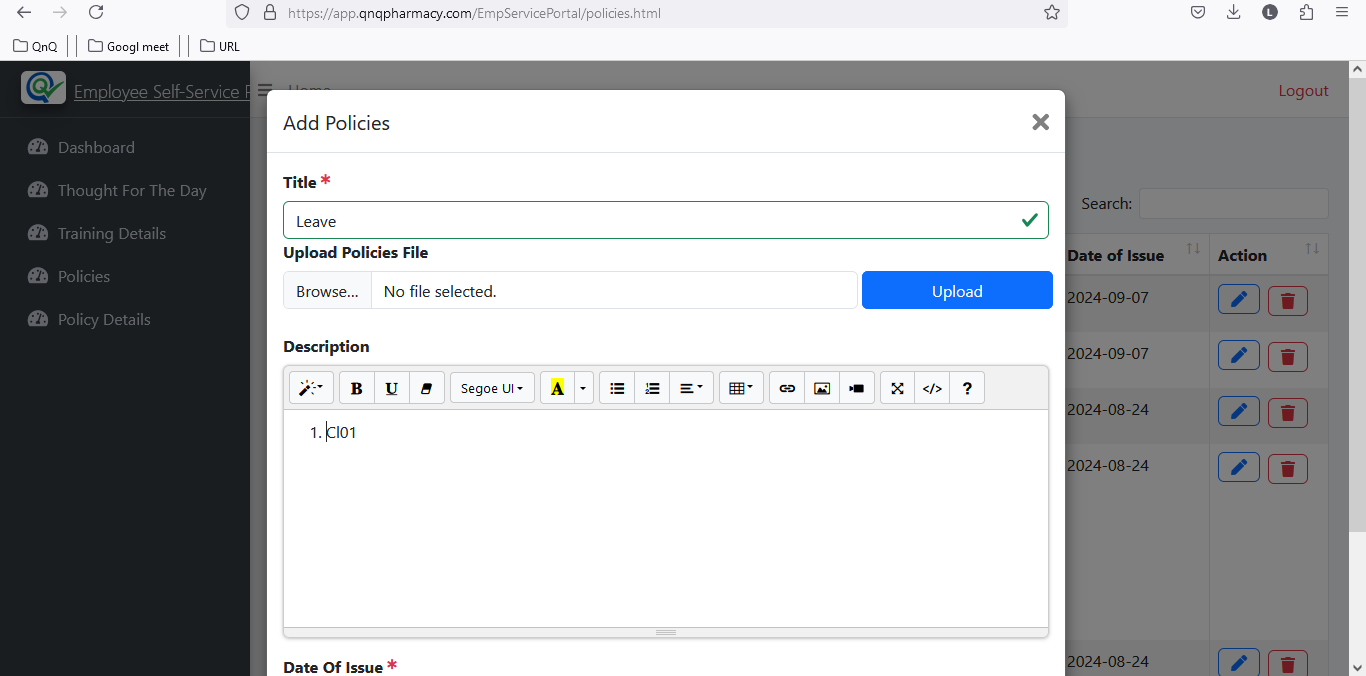 https://app.qnqpharmacy.com/EmpServicePortal/policies.html
L
QnQ
Googl meet
URL
Employee Self-Service P
Home
Logout
Add Policies
Dashboard
Thought For The Day
Training Details
Policies
Policy Details
Title *
Leave
Upload Policies File
Browse... No file selected. Upload
Description
B U Segoe UI A </> ?
1. Cl01
Date Of Issue *
Search:
Date of Issue Action
2024-09-07
2024-09-07
2024-08-24
2024-08-24
2024-08-24